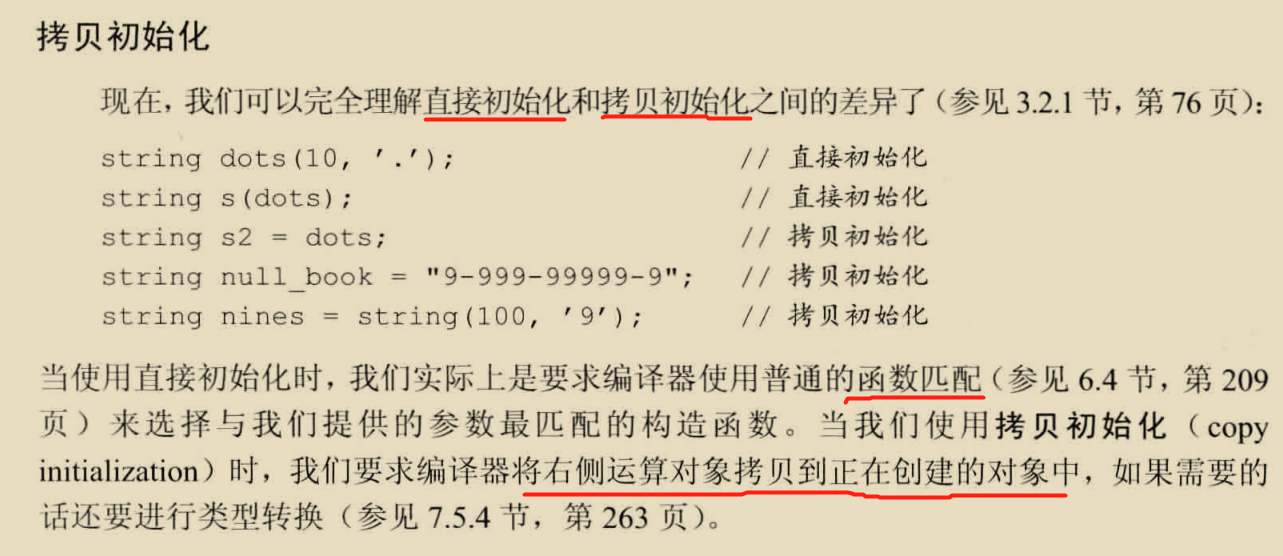 拷贝初始化
现在，我们可以完全理解直接初始化和拷贝初始化之间的差异了（参见 3.2.1 节，第 76 页）：
string dots(10, '.'); // 直接初始化
string s(dots); // 直接初始化
string s2 = dots; // 拷贝初始化
string null_book = "9-999-99999-9"; // 拷贝初始化
string nines = string(100, '9'); // 拷贝初始化
当使用直接初始化时，我们实际上是要求编译器使用普通的函数匹配（参见 6.4 节，第 209
页）来选择与我们提供的参数最匹配的构造函数。当我们使用拷贝初始化（copy
initialization）时，我们要求编译器将右侧运算对象拷贝到正在创建的对象中，如果需要的
话还要进行类型转换（参见 7.5.4 节，第 263 页）。